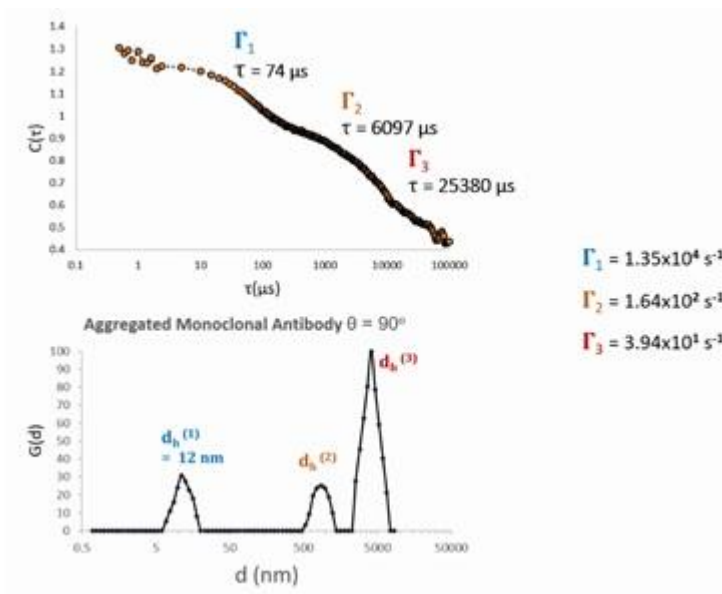 1.4
1.3
1.2
1.1
1
0.9
0.8
0.7
0.6
0.5
0.4
C(τ)
Γ1
τ = 74 μs
Γ2
τ = 6097 μs
Γ3
τ = 25380 μs
0.1 1 10 100 1000 10000 100000
τ(μs)
Γ1 = 1.35x10⁴ s⁻¹
Γ2 = 1.64x10² s⁻¹
Γ3 = 3.94x10¹ s⁻¹
Aggregated Monoclonal Antibody θ = 90°
100
90
80
70
60
50
40
30
20
10
0
G(d)
dh (1)
= 12 nm
dh (2)
dh (3)
0.5 5 50 500 5000 50000
d (nm)